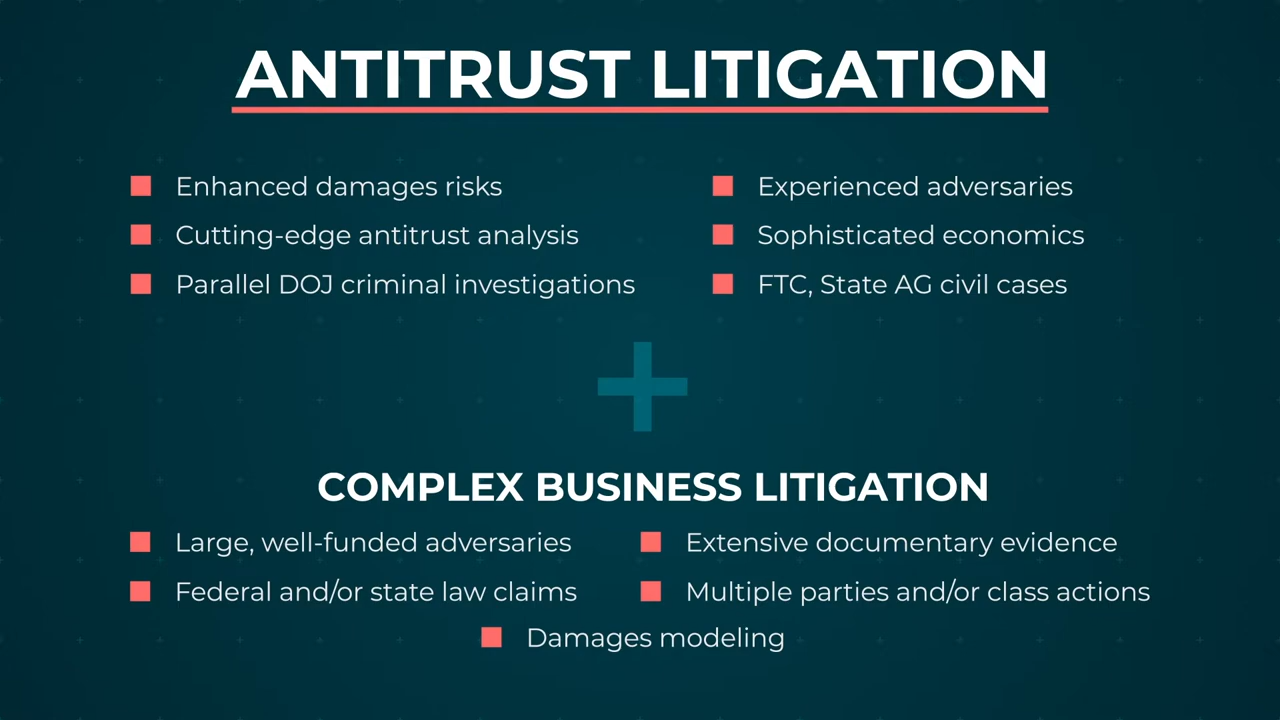 ANTITRUST LITIGATION
Enhanced damages risks
Cutting-edge antitrust analysis
Parallel DOJ criminal investigations
Experienced adversaries
Sophisticated economics
FTC, State AG civil cases
+
COMPLEX BUSINESS LITIGATION
Large, well-funded adversaries
Federal and/or state law claims
Extensive documentary evidence
Multiple parties and/or class actions
Damages modeling